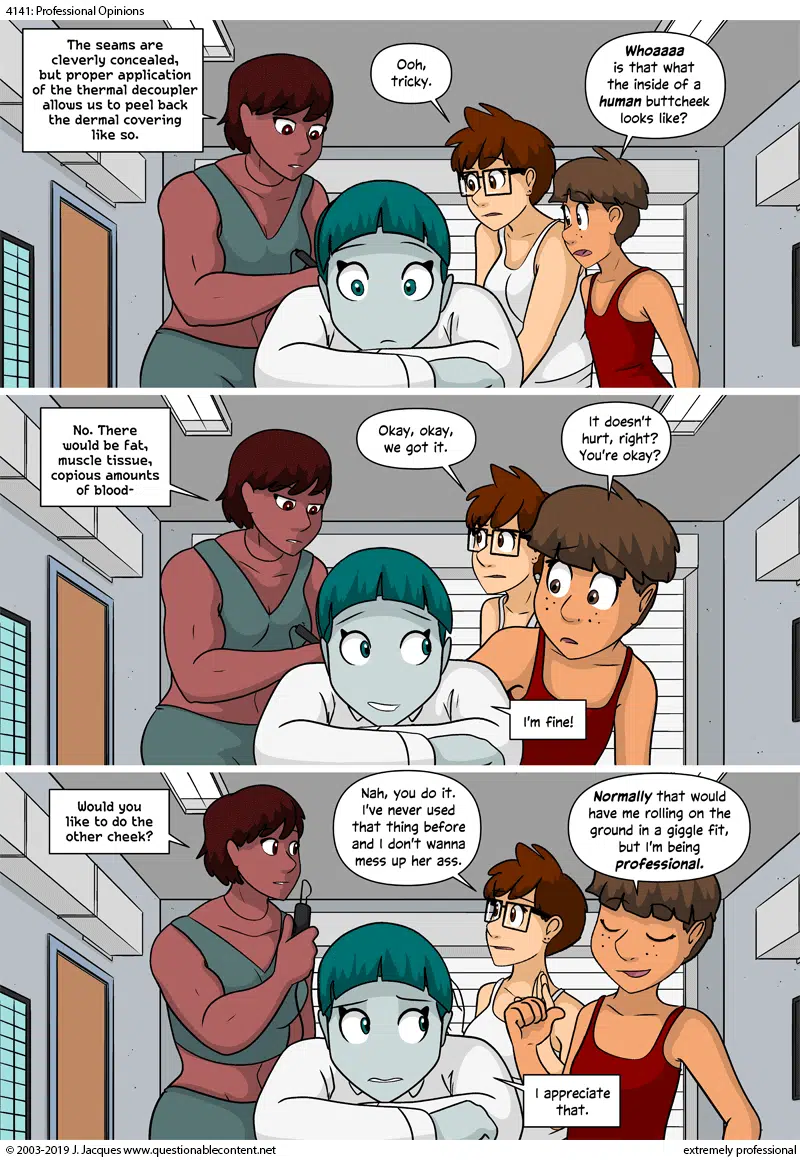 4141: Professional Opinions
The seams are
cleverly concealed,
but proper application
of the thermal decoupler
allows us to peel back
the dermal covering
like so.
Ooh,
tricky.
Whoaaaa
is that what
the inside of a
human buttcheek
looks like?
No. There
would be fat,
muscle tissue,
copious amounts
of blood-
Okay, okay,
we got it.
It doesn't
hurt, right?
You're okay?
I'm fine!
Would you
like to do the
other cheek?
Nah, you do it.
I've never used
that thing before
and I don't wanna
mess up her ass.
Normally that would
have me rolling on the
ground in a giggle fit,
but I'm being
professional.
I appreciate
that.
© 2003-2019 J. Jacques www.questionablecontent.net
extremely professional